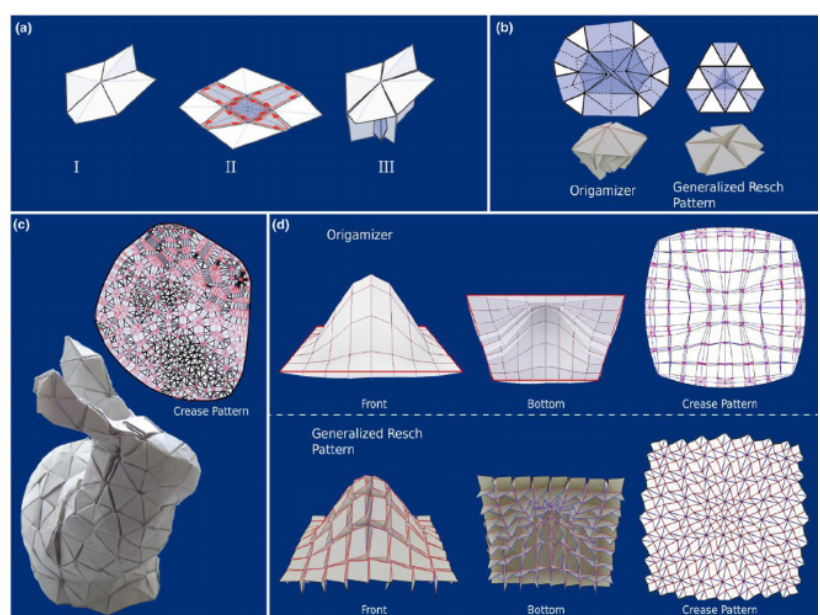 (a)
I
II
III
(b)
Origamizer
Generalized Resch
Pattern
(c)
Crease Pattern
(d)
Origamizer
Front
Bottom
Crease Pattern
Generalized Resch
Pattern
Front
Bottom
Crease Pattern